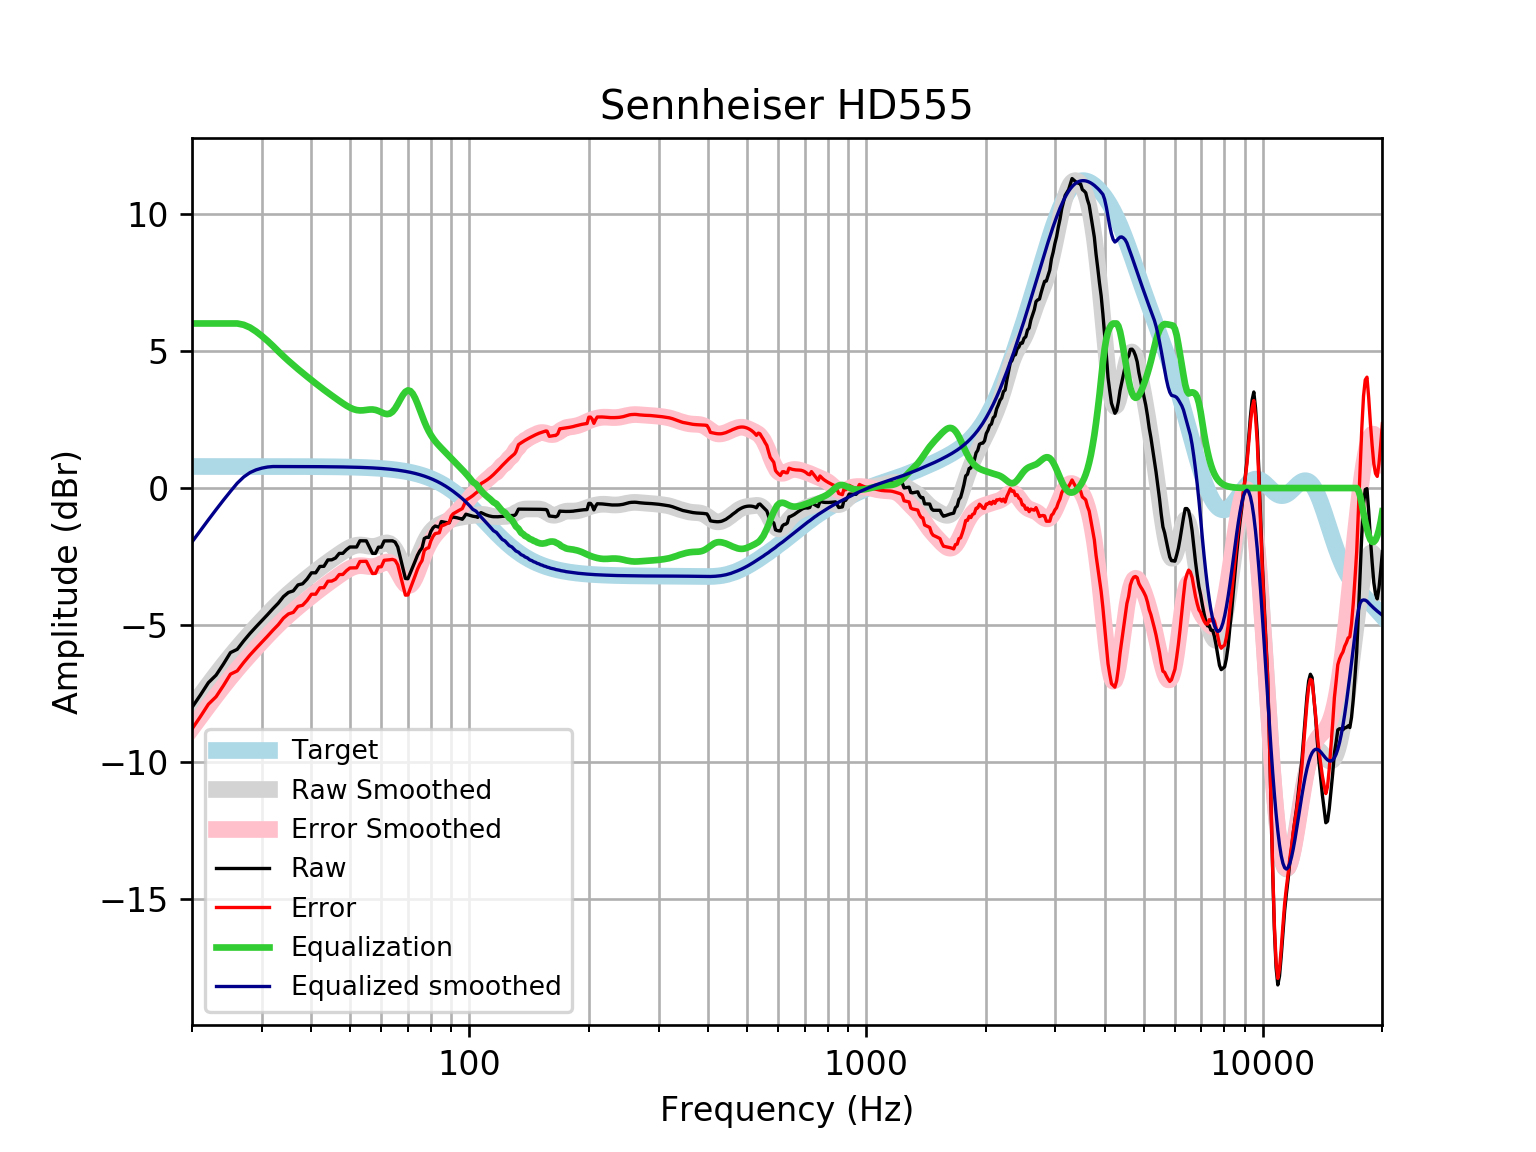 Sennheiser HD555
10
5
0
−5
−10
−15
Amplitude (dBr)
Target
Raw Smoothed
Error Smoothed
Raw
Error
Equalization
Equalized smoothed
100
1000
10000
Frequency (Hz)